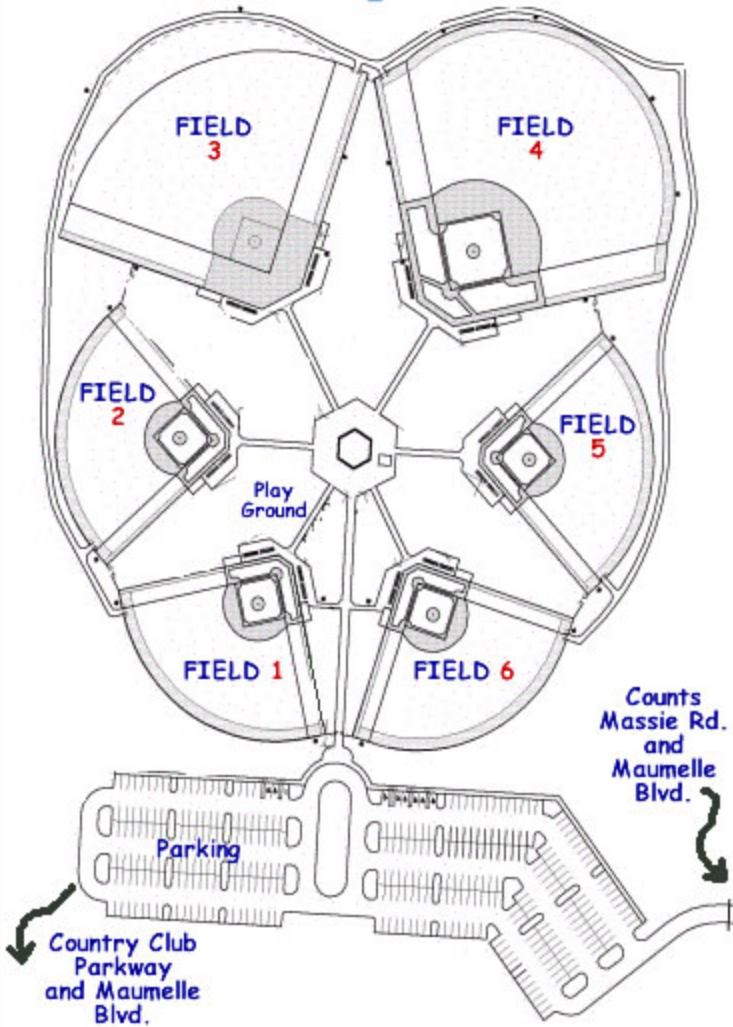 FIELD
3
FIELD
4
FIELD
2
FIELD
5
Play
Ground
FIELD 1
FIELD 6
Counts
Massie Rd.
and
Maumelle
Blvd.
Parking
Country Club
Parkway
and Maumelle
Blvd.